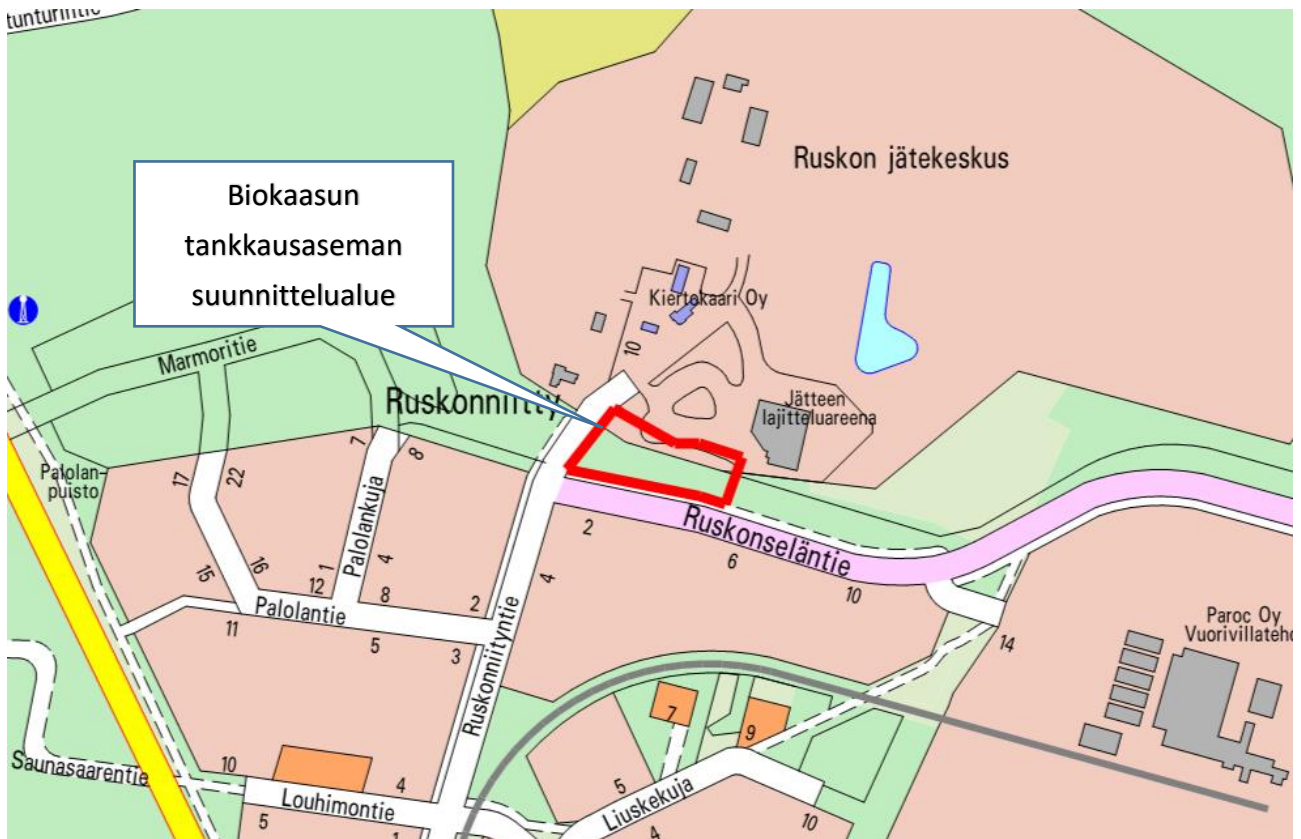 tunturintie
Ruskon jätekeskus
Biokaasun
tankkausaseman
suunnittelualue
Kiertokaari Oy
10
Marmoritie
Ruskonniitty
Jätteen
lajitteluareena
7
8
Palolan-
puisto
17
22
Palolankuja
2
Ruskonseläntie
6
10
4
Ruskonniityntie
15
16
12
1
4
8
2
Palolantie
11
5
3
14
Paroc Oy
Vuorivillateho
7
9
Saunasaarentie
10
4
Louhimontie
5
1
5
Liuskekuja
4
10